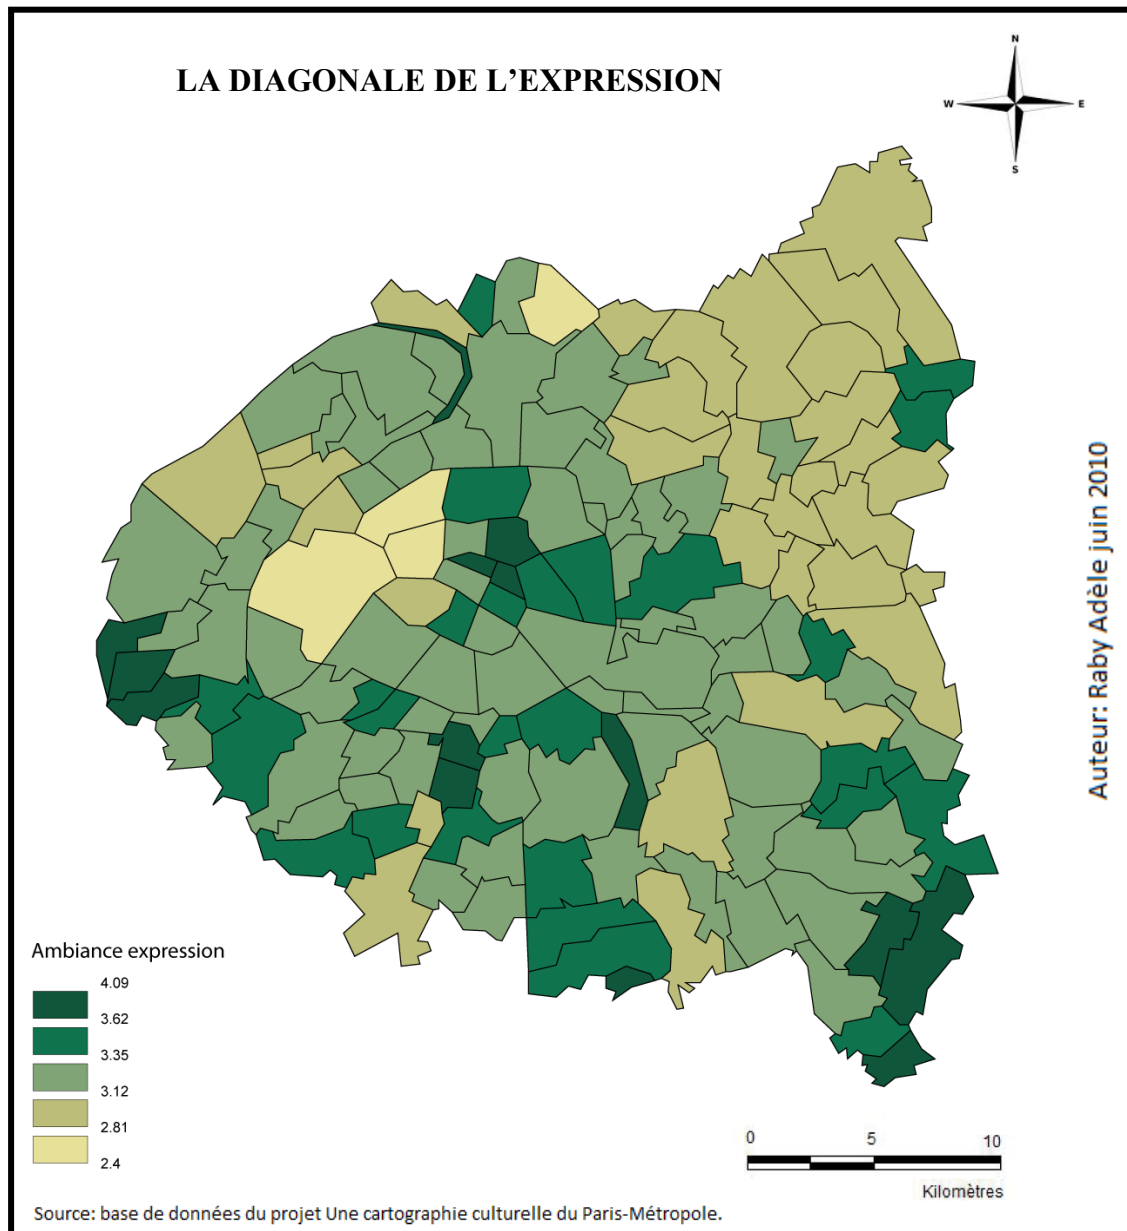 LA DIAGONALE DE L’EXPRESSION
N
W E
S
Auteur: Raby Adèle juin 2010
Ambiance expression
4.09
3.62
3.35
3.12
2.81
2.4
0 5 10
Kilomètres
Source: base de données du projet Une cartographie culturelle du Paris-Métropole.